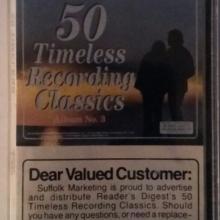 50
Timeless
Recording
Classics
Album No. 3
Dear Valued Customer:
Suffolk Marketing is proud to advertise
and distribute Reader's Digest's 50
Timeless Recording Classics. Should
you have any questions, or need a replace-